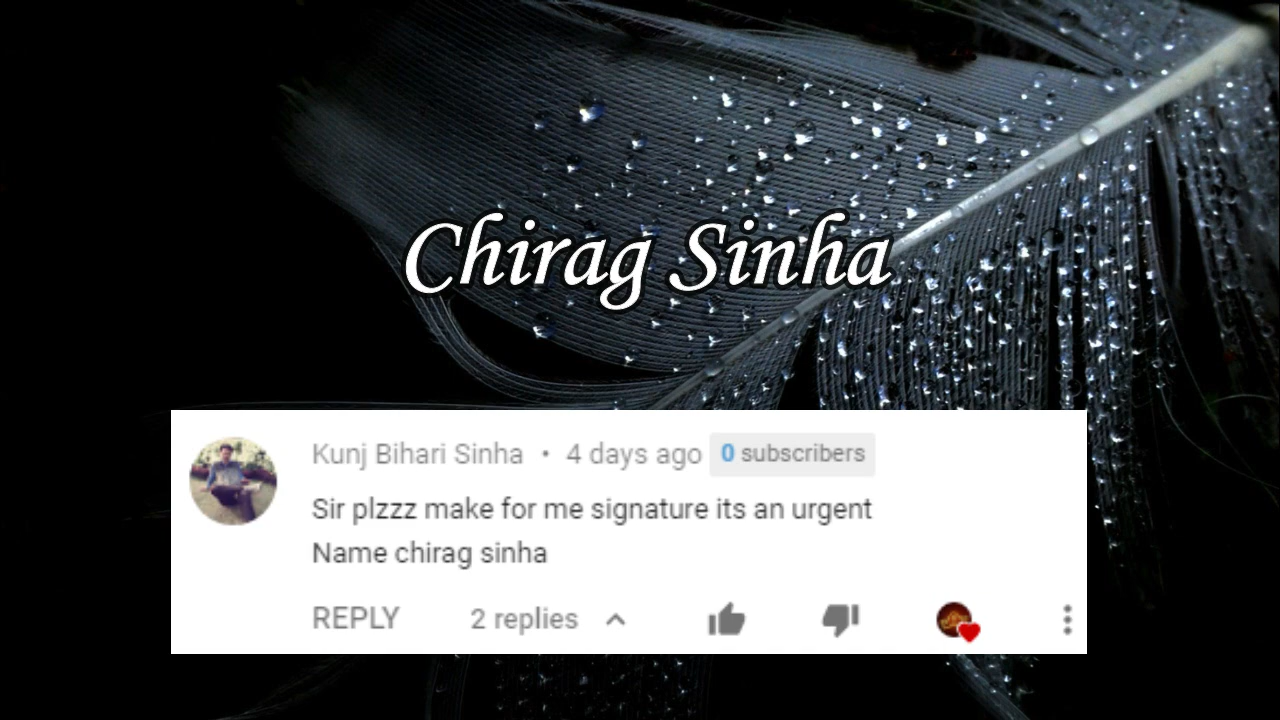 Chirag Sinha
Kunj Bihari Sinha • 4 days ago 0 subscribers
Sir plzzz make for me signature its an urgent
Name chirag sinha
REPLY 2 replies